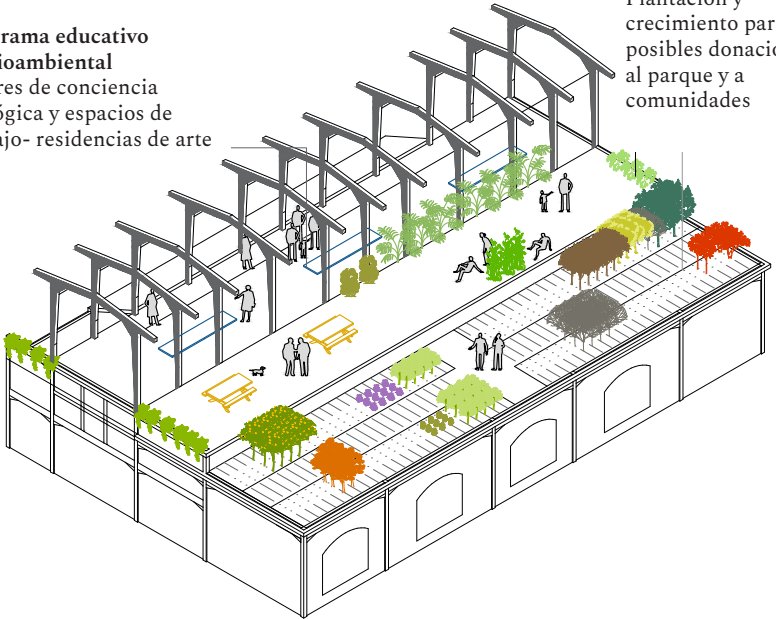 rama educativo
ioambiental
res de conciencia
ógica y espacios de
ajo- residencias de arte
Plantación y
crecimiento par
posibles donacio
al parque y a
comunidades